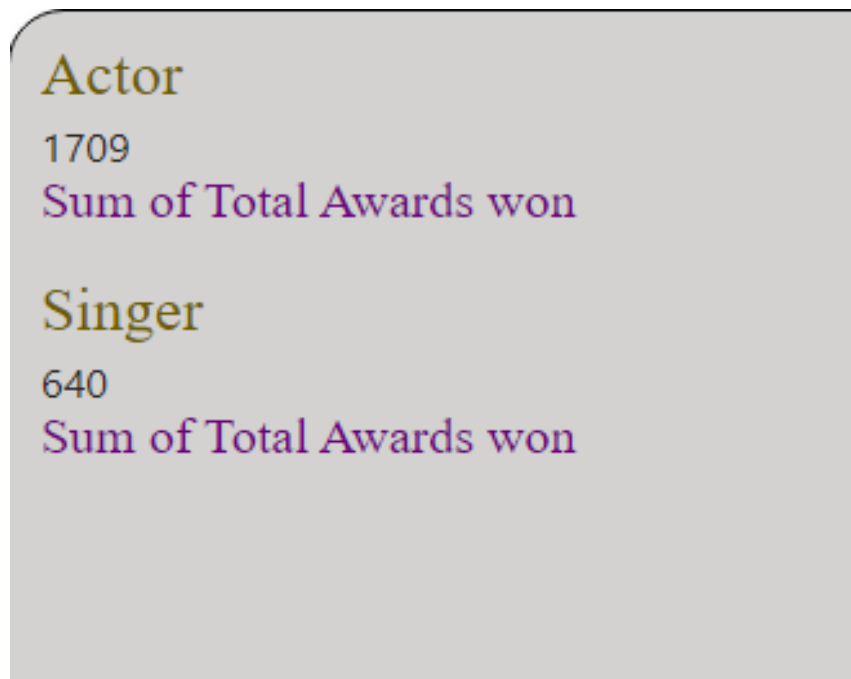 Actor
1709
Sum of Total Awards won
Singer
640
Sum of Total Awards won